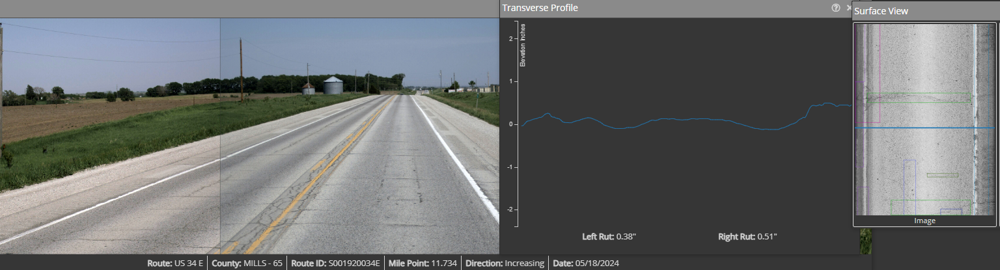 Transverse Profile
Surface View
Elevation Inches
2
1
0
-1
-2
Left Rut: 0.38" Right Rut: 0.51"
Image
Route: US 34 E County: MILLS - 65 Route ID: S001920034E Mile Point: 11.734 Direction: Increasing Date: 05/18/2024